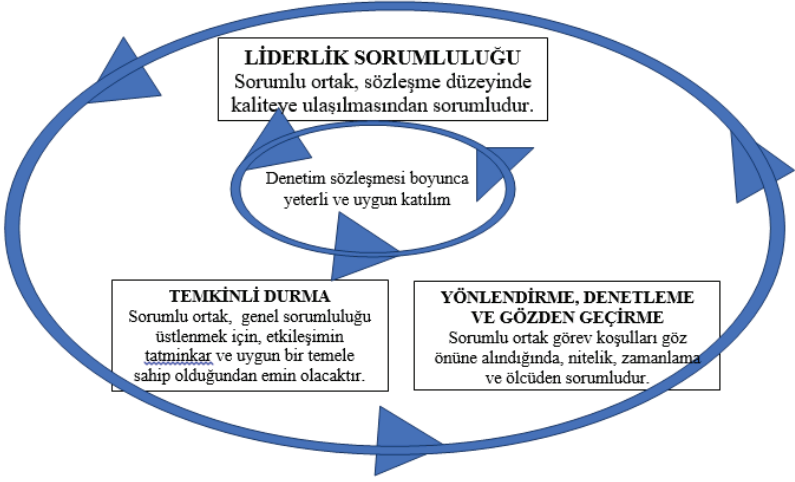 LİDERLİK SORUMLULUĞU
Sorumlu ortak, sözleşme düzeyinde
kaliteye ulaşılmasından sorumludur.
Denetim sözleşmesi boyunca
yeterli ve uygun katılım
TEMKİNLİ DURMA
Sorumlu ortak, genel sorumluluğu
üstlenmek için, etkileşimin
tatminkar ve uygun bir temele
sahip olduğundan emin olacaktır.
YÖNLENDİRME, DENETLEME
VE GÖZDEN GEÇİRME
Sorumlu ortak görev koşulları göz
önüne alındığında, nitelik, zamanlama
ve ölçüden sorumludur.